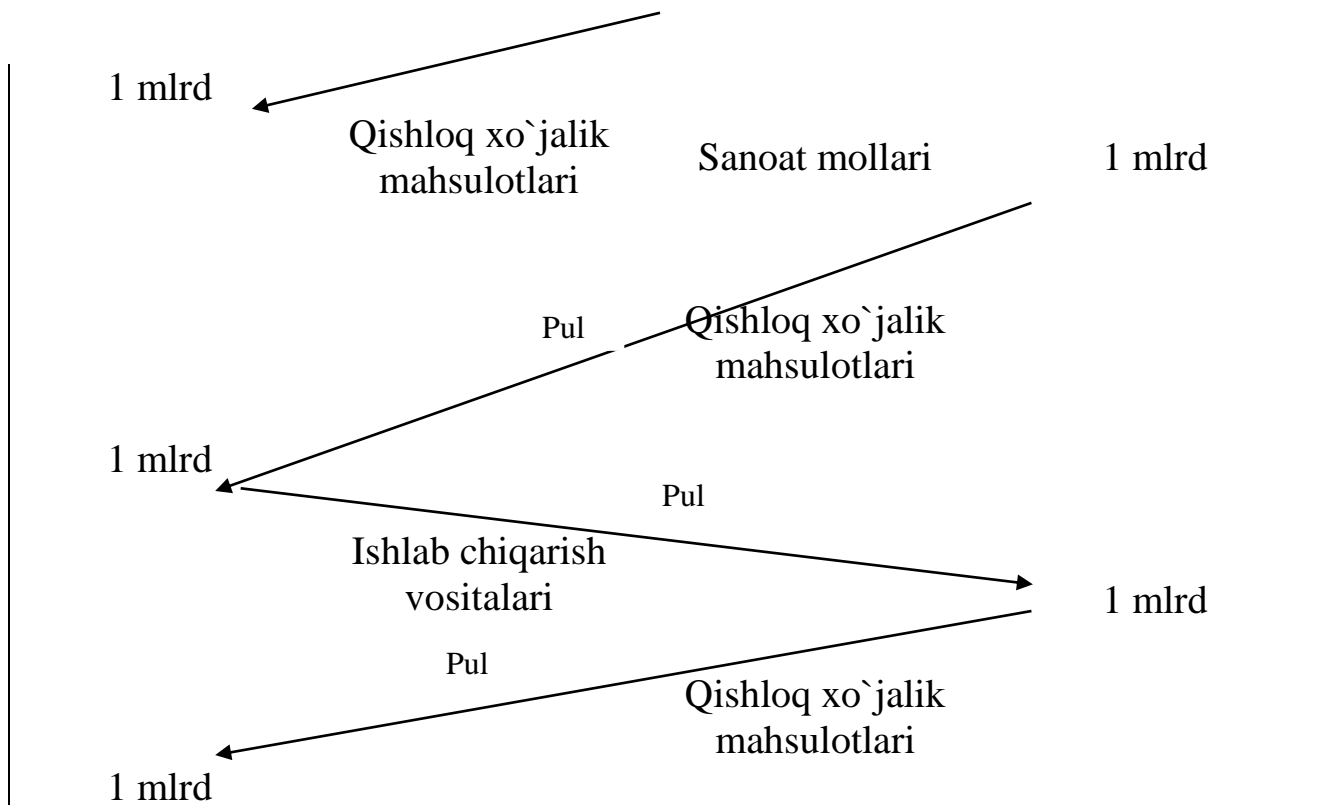 1 mlrd
Qishloq xo`jalik
mahsulotlari
Sanoat mollari
1 mlrd
Pul
Qishloq xo`jalik
mahsulotlari
1 mlrd
Pul
Ishlab chiqarish
vositalari
1 mlrd
Pul
Qishloq xo`jalik
mahsulotlari
1 mlrd